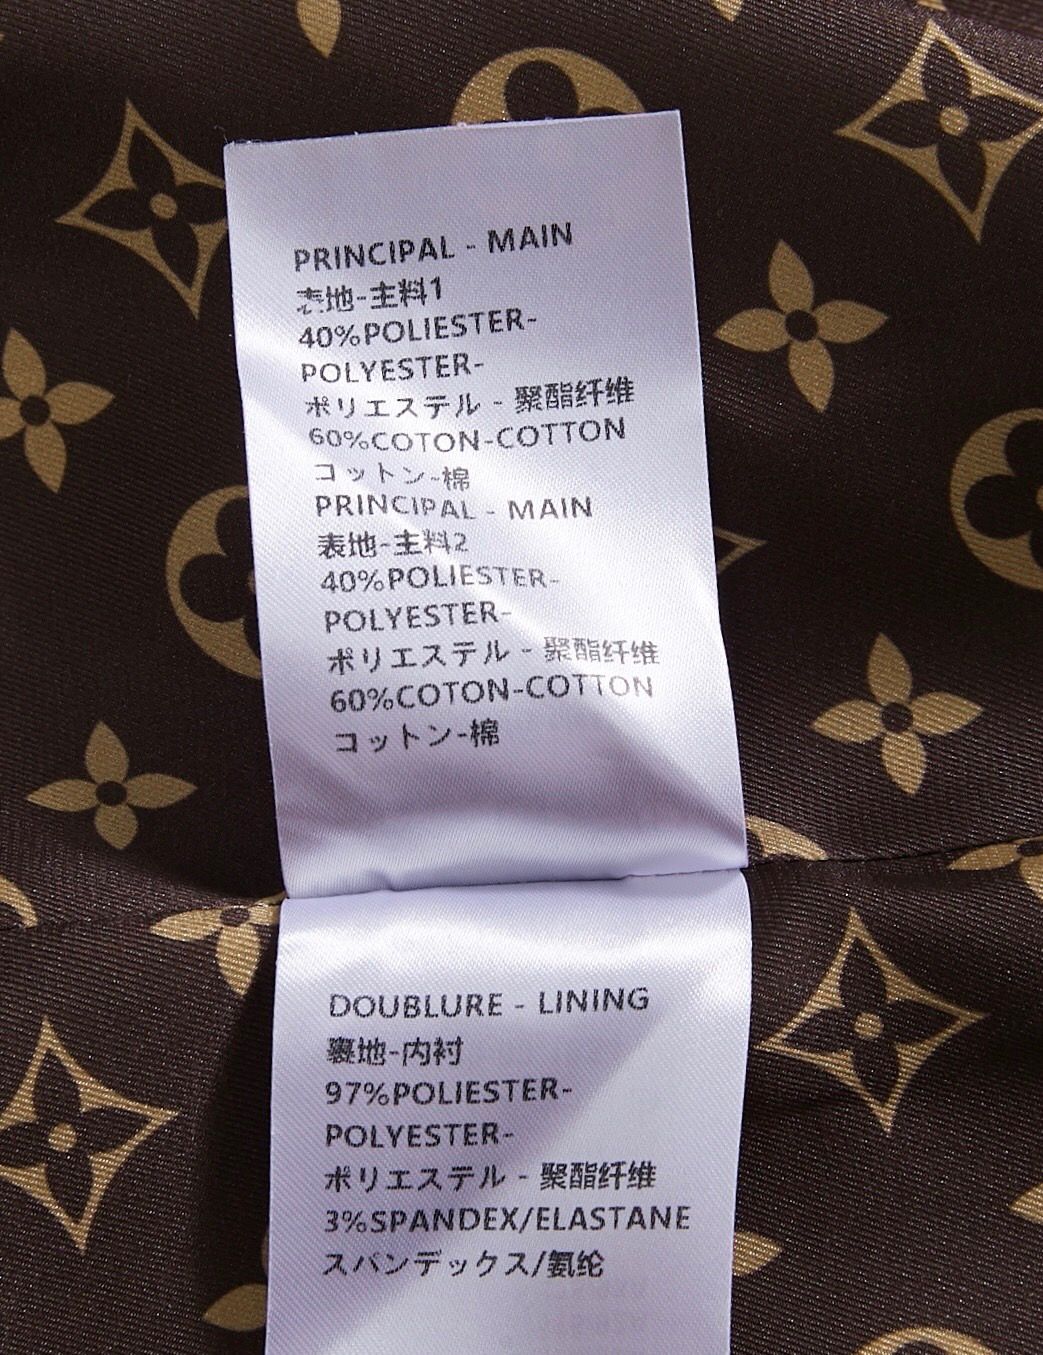 PRINCIPAL - MAIN
表地-主料1
40%POLIESTER-
POLYESTER-
ポリエステル - 聚酯纤维
60%COTON-COTTON
コットン-棉
PRINCIPAL - MAIN
表地-主料2
40%POLIESTER-
POLYESTER-
ポリエステル - 聚酯纤维
60%COTON-COTTON
コットン-棉
DOUBLURE - LINING
裏地-内衬
97%POLIESTER-
POLYESTER-
ポリエステル - 聚酯纤维
3%SPANDEX/ELASTANE
スパンデックス/氨纶